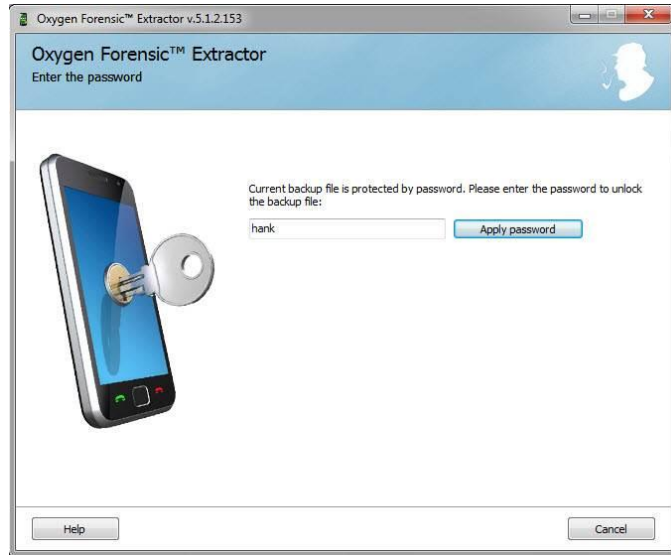 Oxygen Forensic™ Extractor v.5.1.2.153
Oxygen Forensic™ Extractor
Enter the password
Current backup file is protected by password. Please enter the password to unlock
the backup file:
hank
Apply password
Help
Cancel